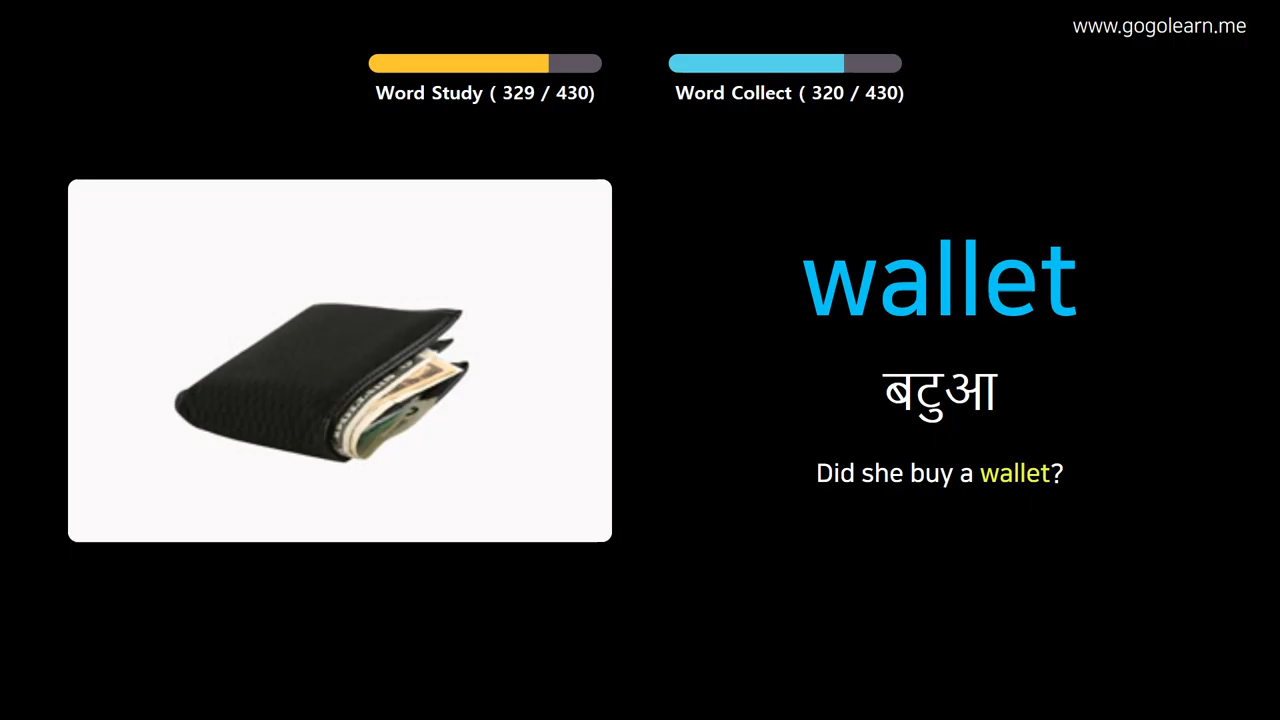 www.gogolearn.me
Word Study ( 329 / 430)
Word Collect ( 320 / 430)
wallet
बटुआ
Did she buy a wallet?